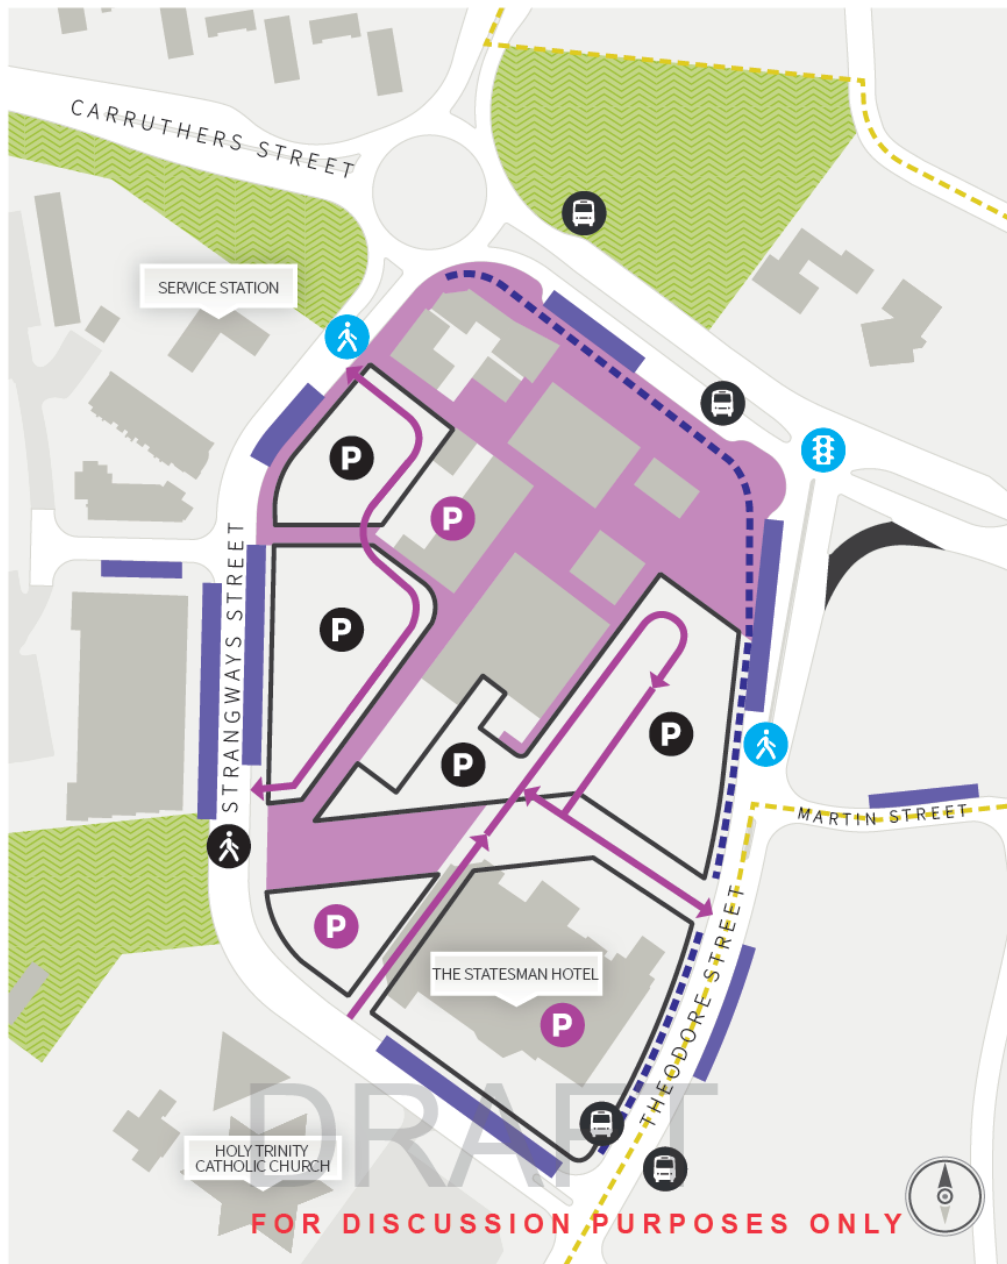 CARRUTHERS STREET
SERVICE STATION
P
P
STRANGWAYS STREET
P
P
P
MARTIN STREET
P
THE STATESMAN HOTEL
P
THEODORE STREET
DRAFT
HOLY TRINITY
CATHOLIC CHURCH
FOR DISCUSSION PURPOSES ONLY